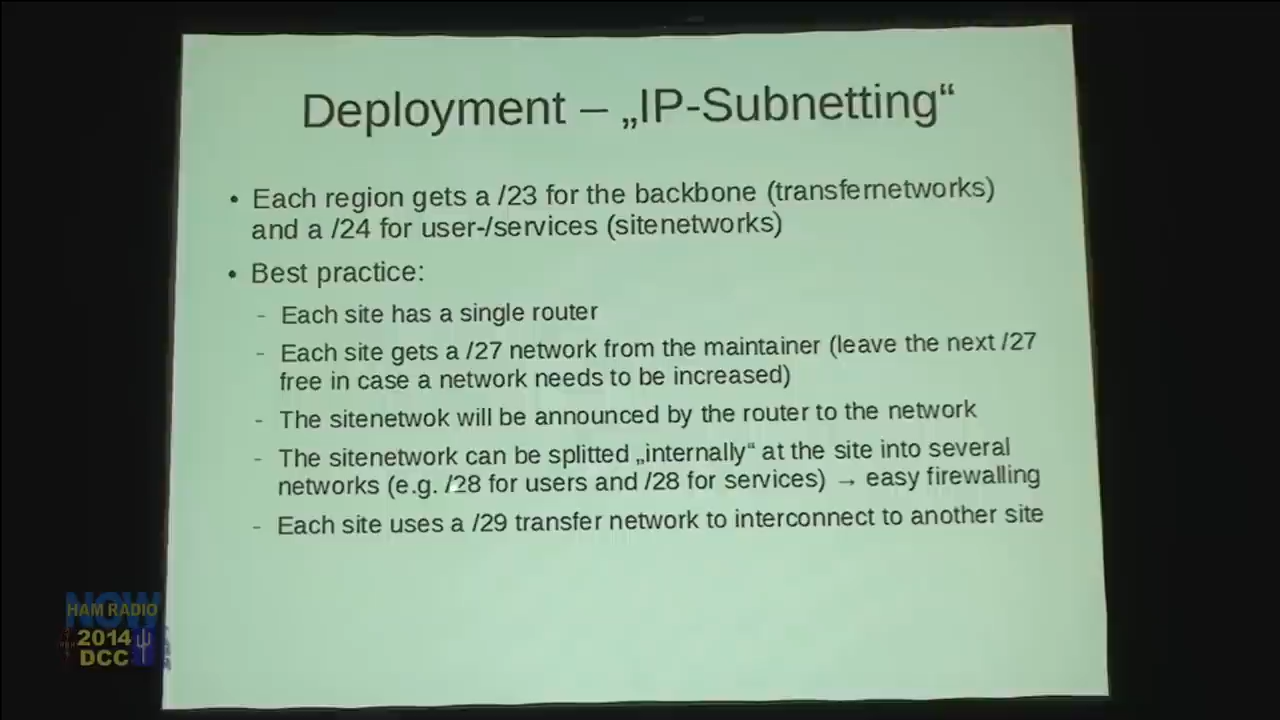 Deployment – „IP-Subnetting“
• Each region gets a /23 for the backbone (transfernetworks)
and a /24 for user-/services (sitenetworks)
• Best practice:
- Each site has a single router
- Each site gets a /27 network from the maintainer (leave the next /27
free in case a network needs to be increased)
- The sitenetwok will be announced by the router to the network
- The sitenetwork can be splitted „internally“ at the site into several
networks (e.g. /28 for users and /28 for services) → easy firewalling
- Each site uses a /29 transfer network to interconnect to another site
NOW
HAM RADIO
2014
DCC